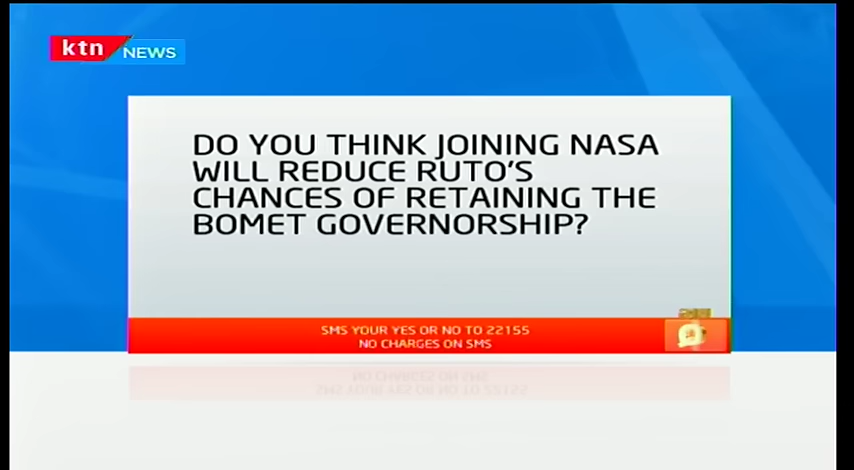 ktn NEWS
DO YOU THINK JOINING NASA
WILL REDUCE RUTO'S
CHANCES OF RETAINING THE
BOMET GOVERNORSHIP?
SMS YOUR YES OR NO TO 22155
NO CHARGES ON SMS